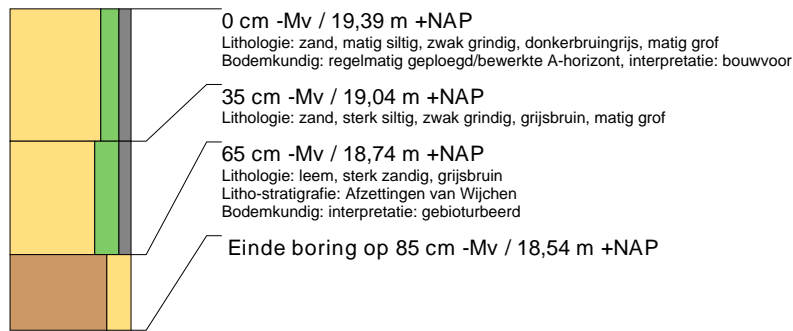 0 cm -Mv / 19,39 m +NAP
Lithologie: zand, matig siltig, zwak grindig, donkerbruingrijs, matig grof
Bodemkundig: regelmatig geploegd/bewerkte A-horizont, interpretatie: bouwvoor
35 cm -Mv / 19,04 m +NAP
Lithologie: zand, sterk siltig, zwak grindig, grijsbruin, matig grof
65 cm -Mv / 18,74 m +NAP
Lithologie: leem, sterk zandig, grijsbruin
Litho-stratigrafie: Afzettingen van Wijchen
Bodemkundig: interpretatie: gebioturbeerd
Einde boring op 85 cm -Mv / 18,54 m +NAP